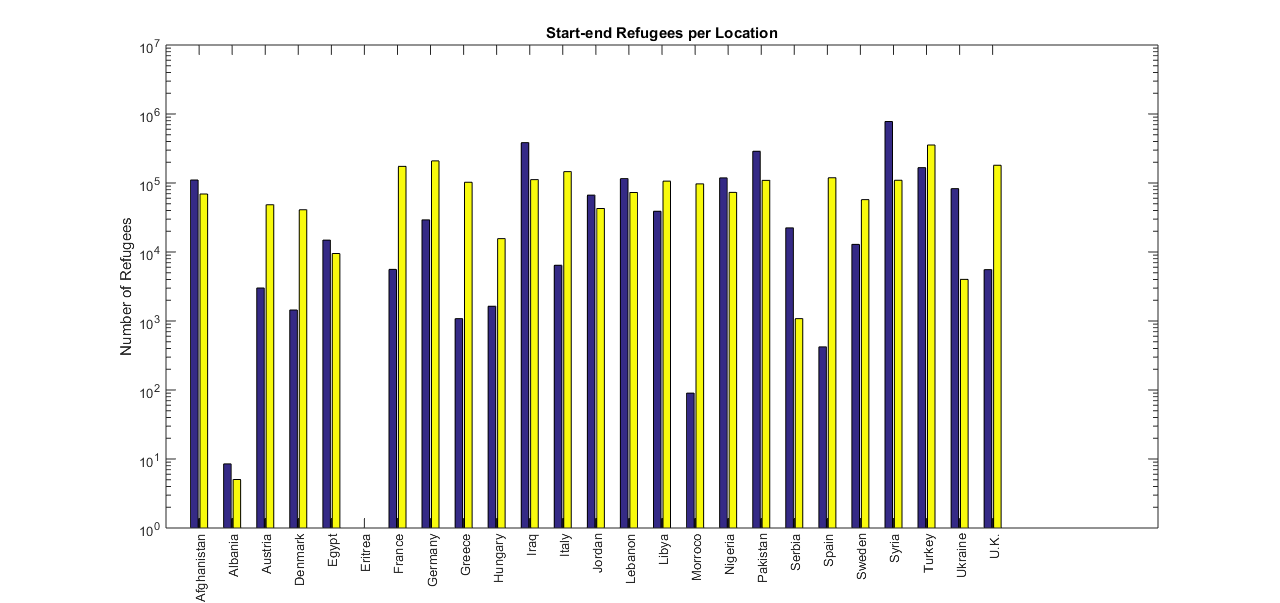 Start-end Refugees per Location
10^7
10^6
10^5
10^4
10^3
10^2
10^1
10^0
Number of Refugees
Afghanistan
Albania
Austria
Denmark
Egypt
Eritrea
France
Germany
Greece
Hungary
Iraq
Italy
Jordan
Lebanon
Libya
Morroco
Nigeria
Pakistan
Serbia
Spain
Sweden
Syria
Turkey
Ukraine
U.K.